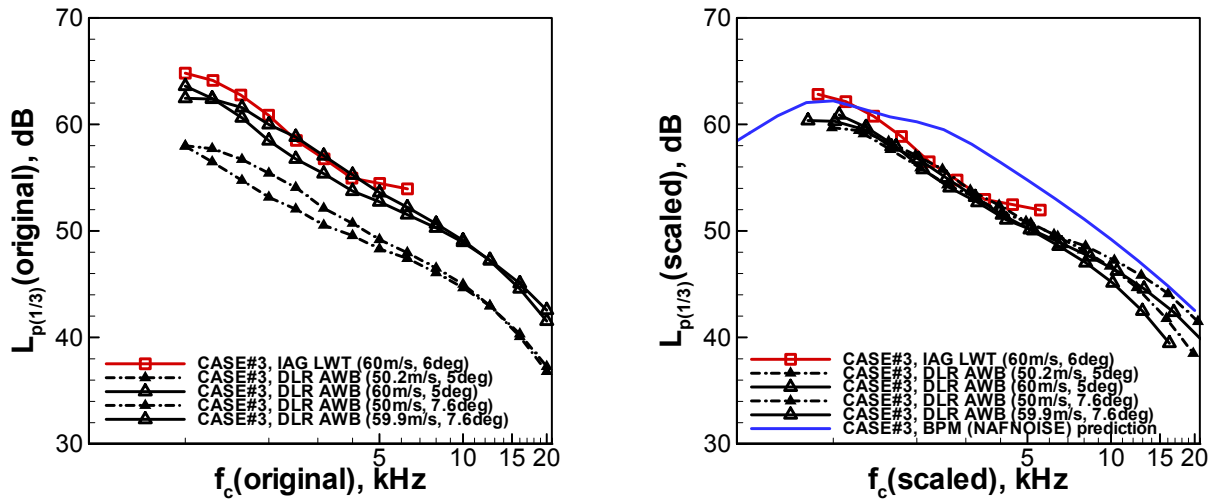 70
60
50
40
30
L_p(1/3)(original), dB
CASE#3, IAG LWT (60m/s, 6deg)
CASE#3, DLR AWB (50.2m/s, 5deg)
CASE#3, DLR AWB (60m/s, 5deg)
CASE#3, DLR AWB (50m/s, 7.6deg)
CASE#3, DLR AWB (59.9m/s, 7.6deg)
5 10 15 20
f_c(original), kHz
70
60
50
40
30
L_p(1/3)(scaled), dB
CASE#3, IAG LWT (60m/s, 6deg)
CASE#3, DLR AWB (50.2m/s, 5deg)
CASE#3, DLR AWB (60m/s, 5deg)
CASE#3, DLR AWB (50m/s, 7.6deg)
CASE#3, DLR AWB (59.9m/s, 7.6deg)
CASE#3, BPM (NAFNOISE) prediction
5 10 15 20
f_c(scaled), kHz